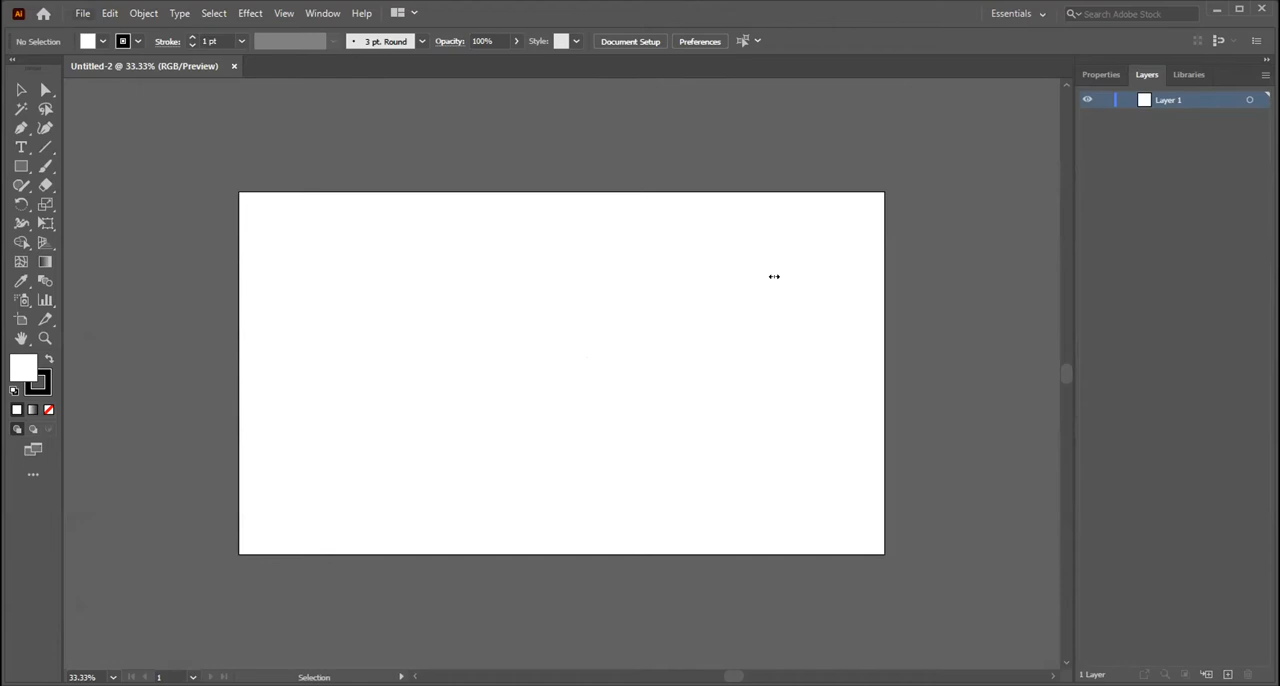 Ai File Edit Object Type Select Effect View Window Help Essentials Search Adobe Stock
No Selection Stroke: 1 pt 3 pt. Round Opacity: 100% Style: Document Setup Preferences
Untitled-2 @ 33.33% (RGB/Preview) × Properties Layers Libraries
Layer 1
33.33% 1 Selection 1 Layer